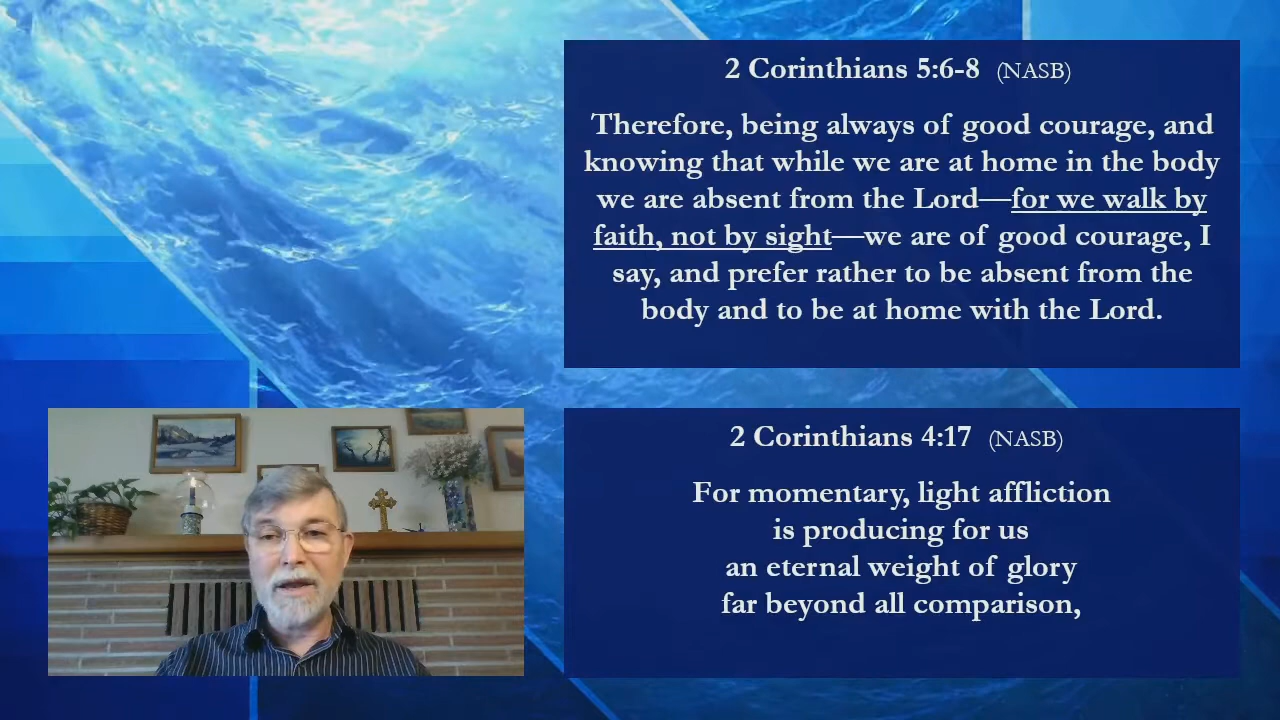 2 Corinthians 5:6-8 (NASB)
Therefore, being always of good courage, and
knowing that while we are at home in the body
we are absent from the Lord—for we walk by
faith, not by sight—we are of good courage, I
say, and prefer rather to be absent from the
body and to be at home with the Lord.
2 Corinthians 4:17 (NASB)
For momentary, light affliction
is producing for us
an eternal weight of glory
far beyond all comparison,